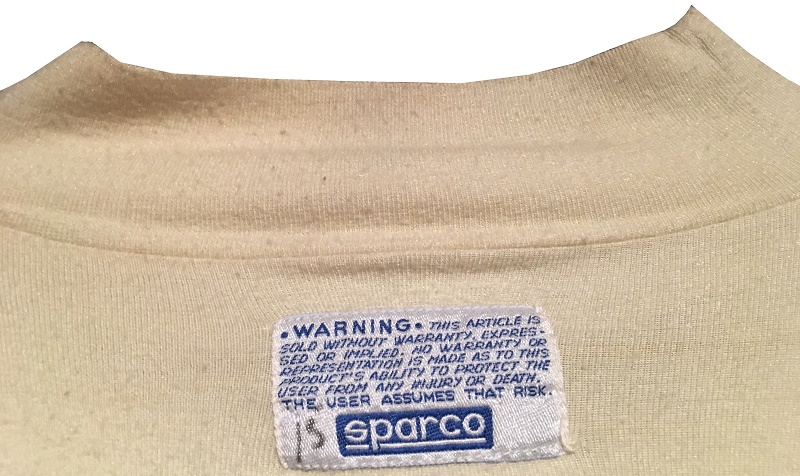 • WARNING • THIS ARTICLE IS
SOLD WITHOUT WARRANTY, EXPRES-
SED OR IMPLIED. NO WARRANTY OR
REPRESENTATION IS MADE AS TO THIS
PRODUCT'S ABILITY TO PROTECT THE
USER FROM ANY INJURY OR DEATH.
THE USER ASSUMES THAT RISK.
sparco